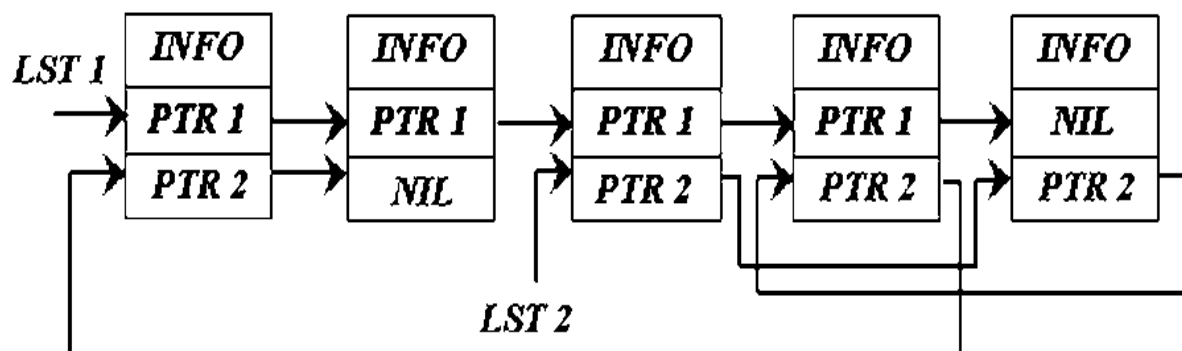 INFO INFO INFO INFO INFO
LST 1
PTR 1 PTR 1 PTR 1 PTR 1 NIL
PTR 2 NIL PTR 2 PTR 2 PTR 2
LST 2